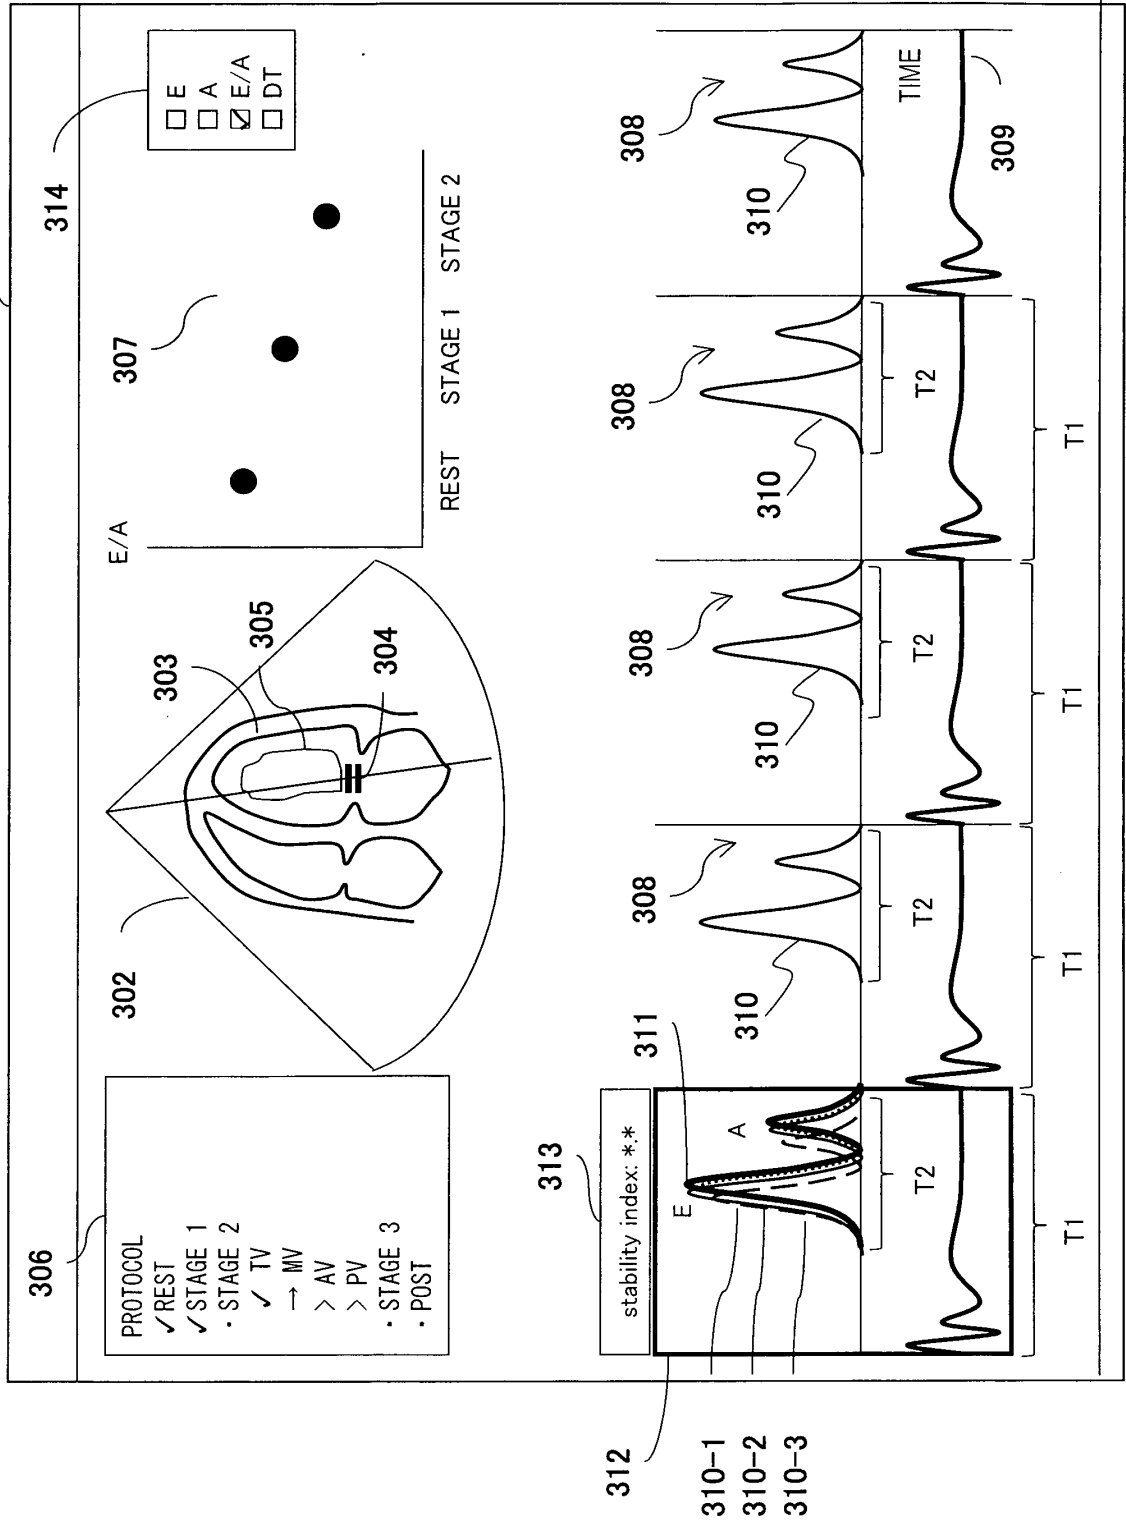 306
PROTOCOL
✓REST
✓STAGE 1
・STAGE 2
✓ TV
→ MV
> AV
> PV
・STAGE 3
・POST
302
303
305
304
E/A
307
REST STAGE 1 STAGE 2
314
□ E
□ A
☑ E/A
□ DT
312
313
stability index: *.*
311
E
A
310-1
310-2
310-3
308
308
308
308
310
310
310
310
T2
T2
T2
T2
TIME
309
T1
T1
T1
T1